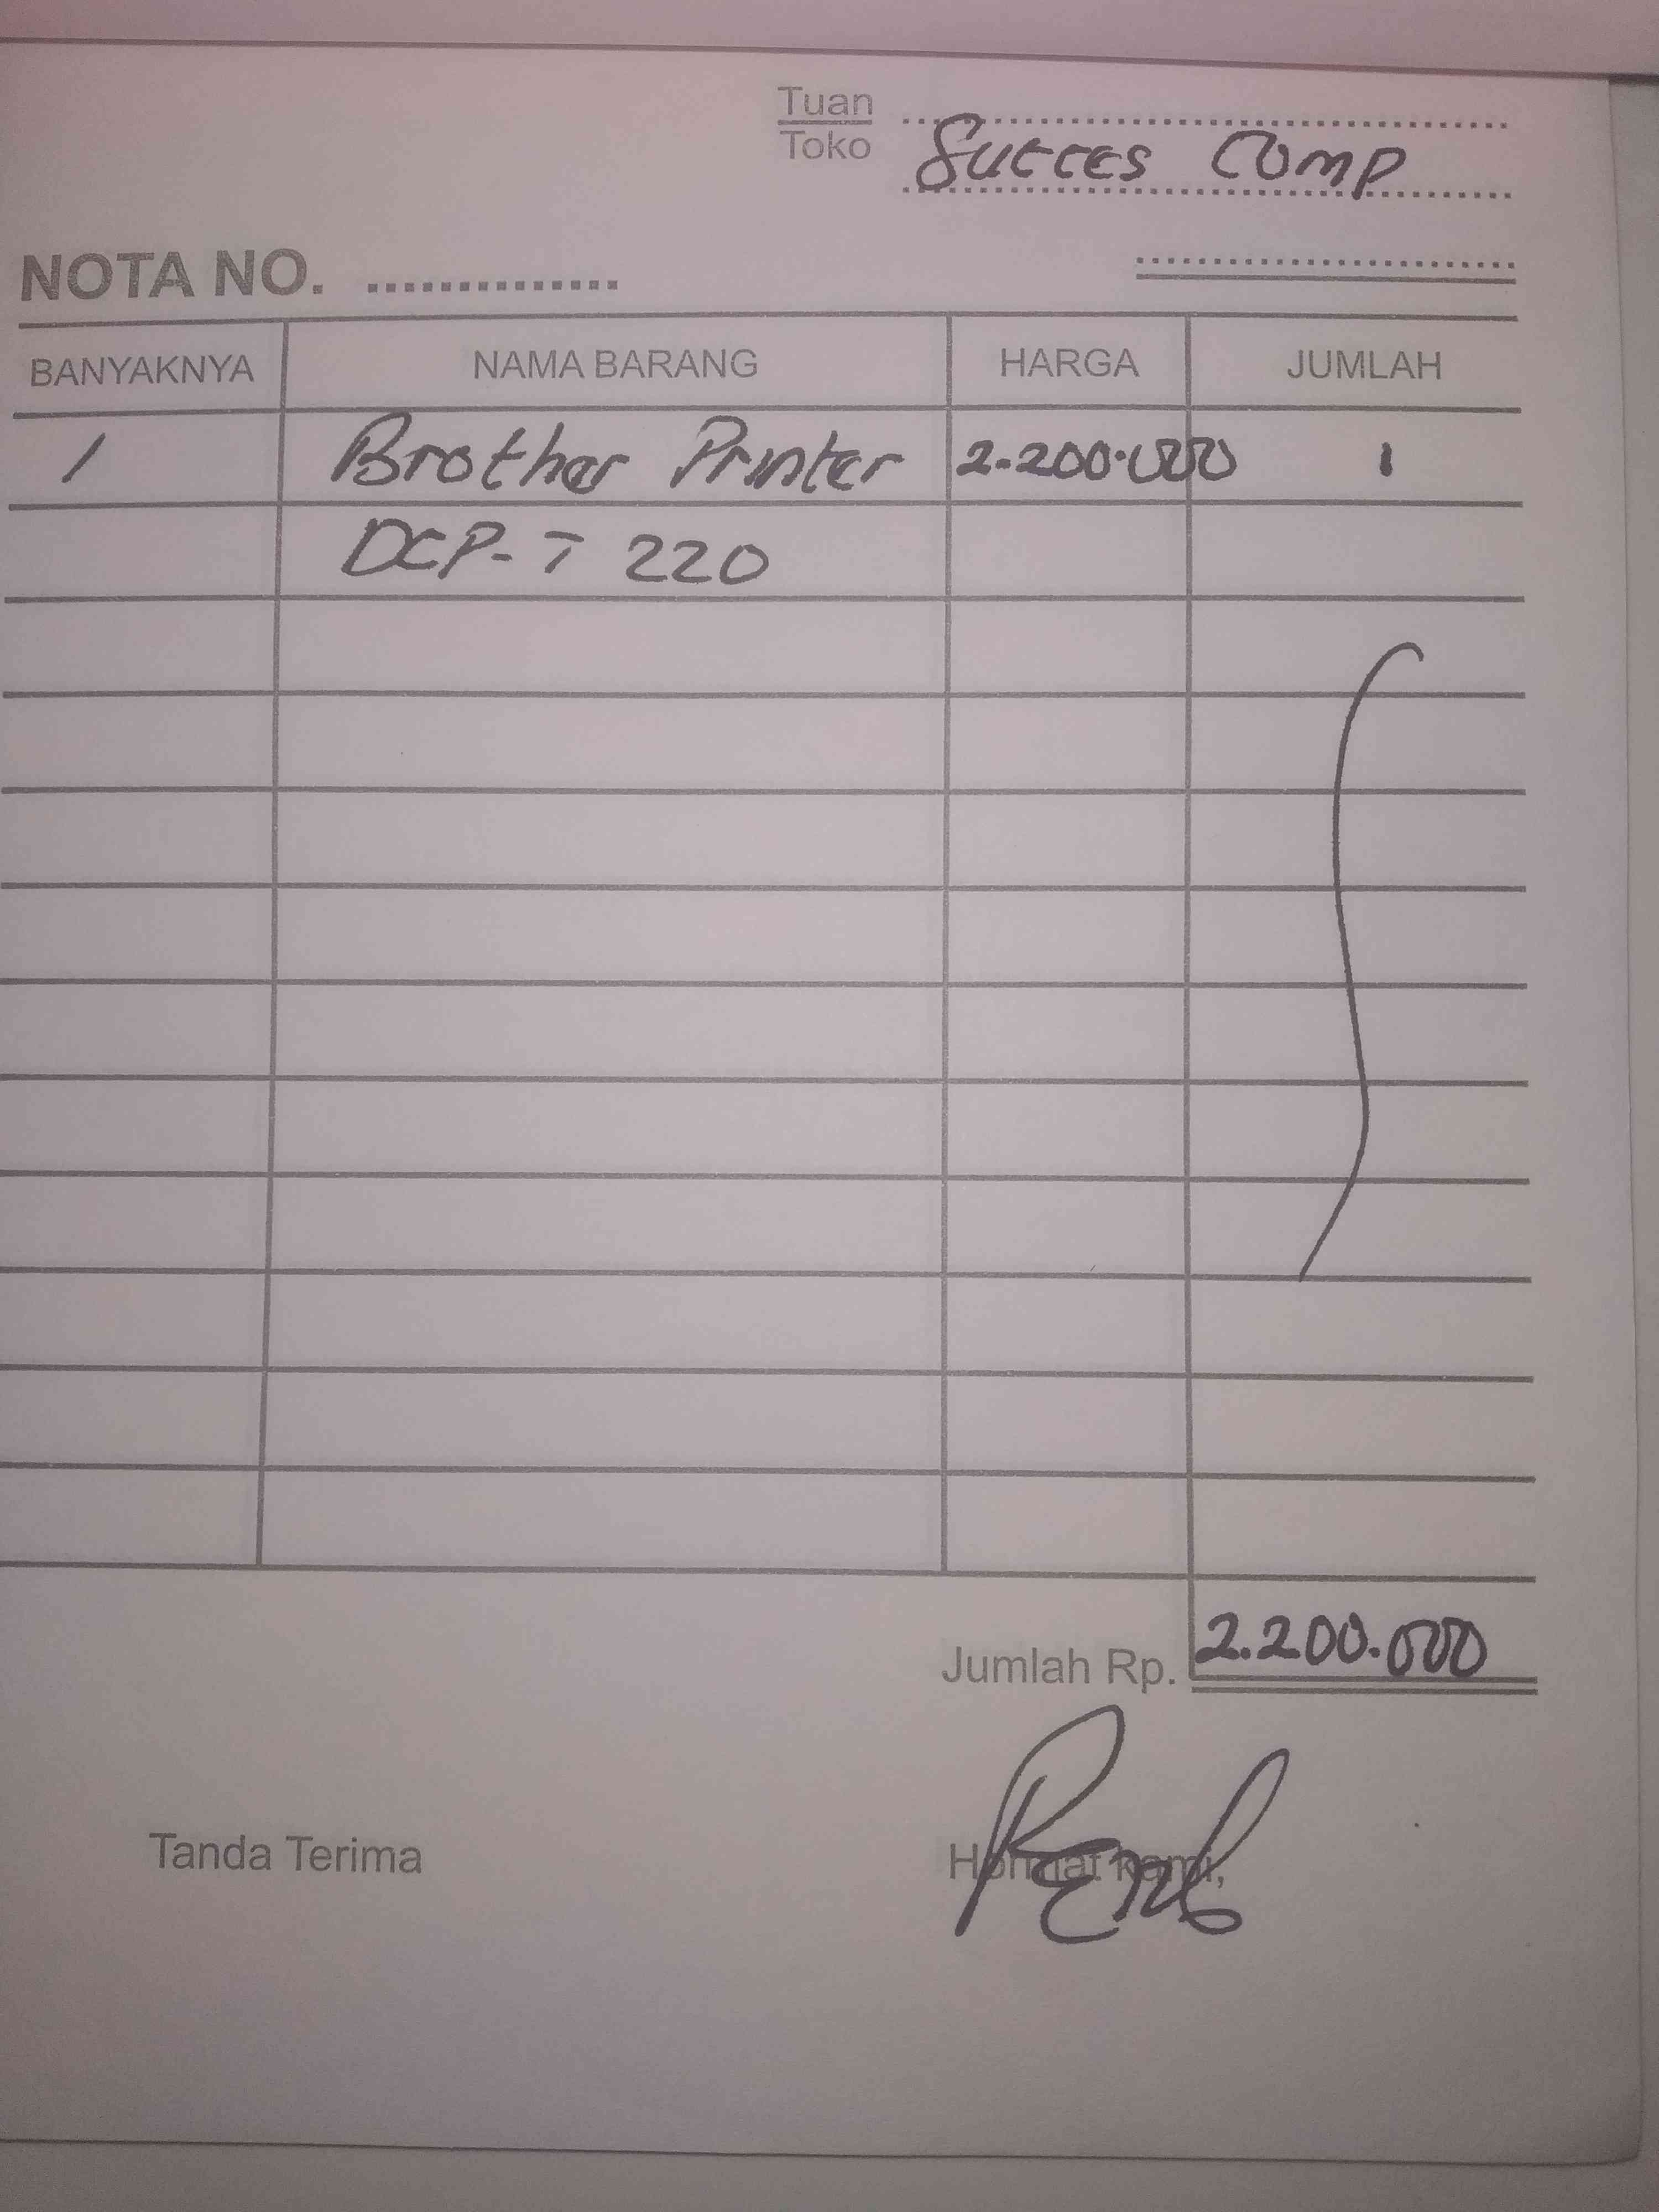 Tuan
Toko Succes Comp
NOTA NO. ..............
BANYAKNYA NAMA BARANG HARGA JUMLAH
1 Brother Printer 2.200.000 1
DCP-T 220
Jumlah Rp. 2.200.000
Tanda Terima Hormat kami,